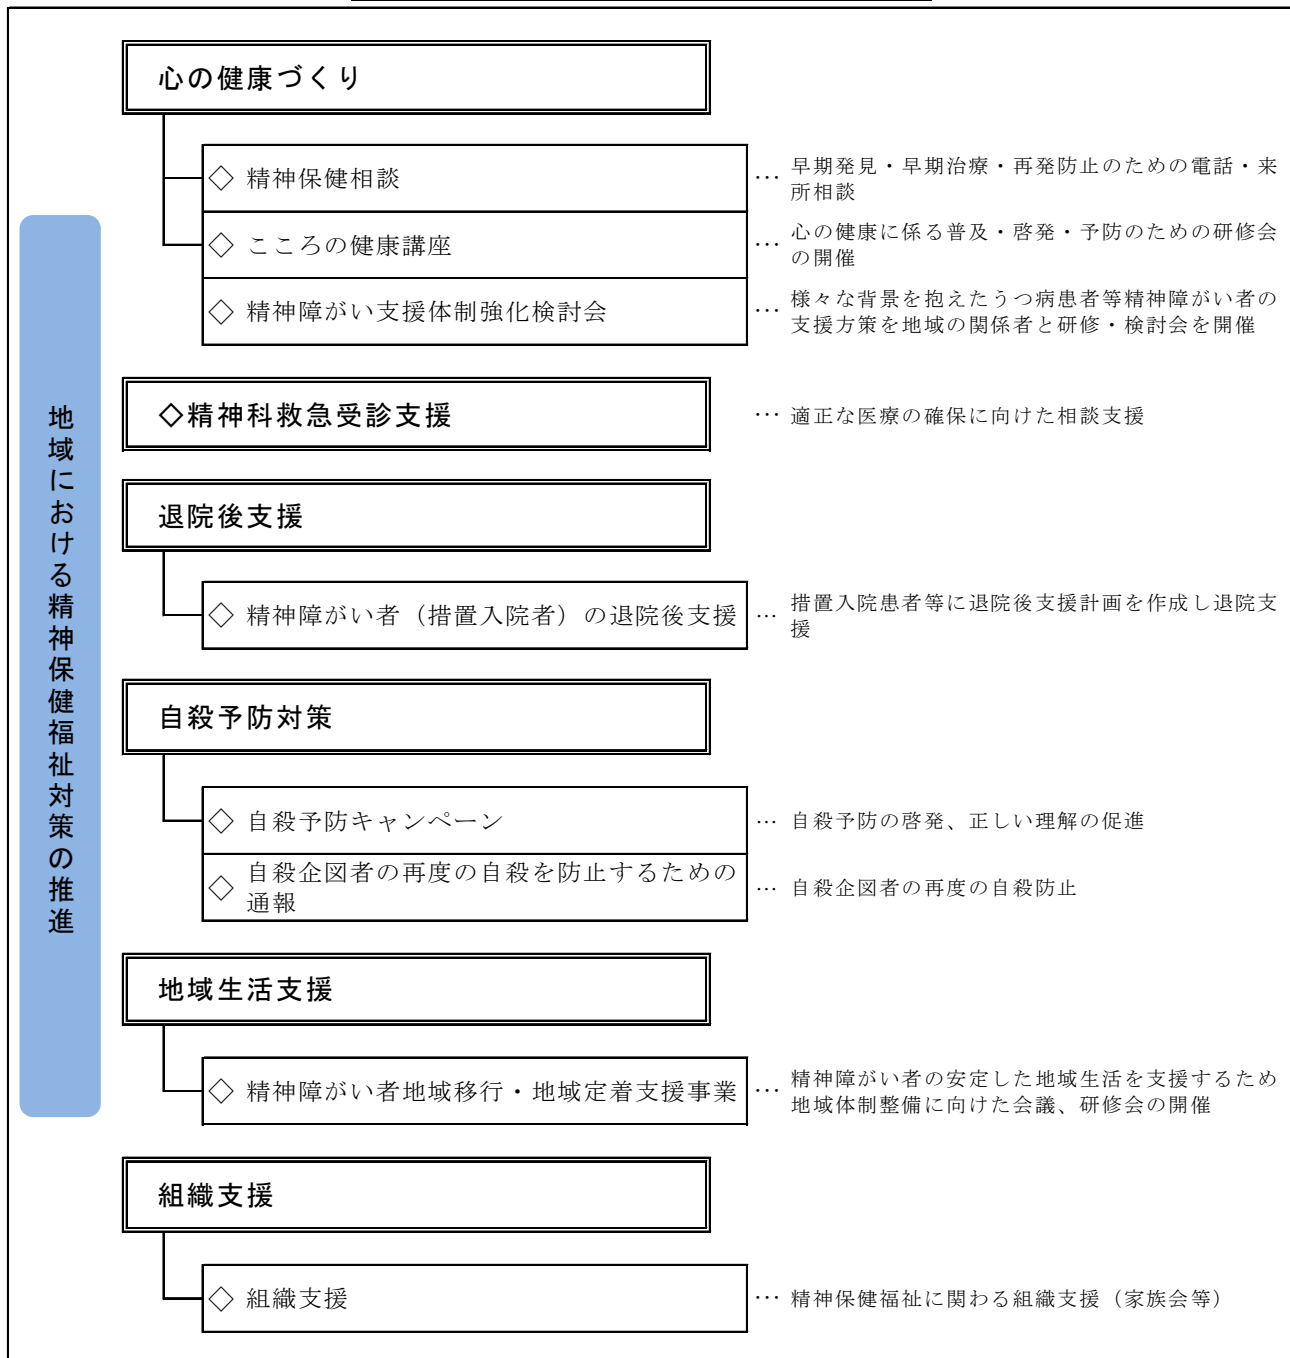 地域における精神保健福祉対策の推進
心の健康づくり
◇ 精神保健相談
… 早期発見・早期治療・再発防止のための電話・来
所相談
◇ こころの健康講座
… 心の健康に係る普及・啓発・予防のための研修会
の開催
◇ 精神障がい支援体制強化検討会
… 様々な背景を抱えたうつ病患者等精神障がい者の
支援方策を地域の関係者と研修・検討会を開催
◇精神科救急受診支援
… 適正な医療の確保に向けた相談支援
退院後支援
◇ 精神障がい者（措置入院者）の退院後支援
… 措置入院患者等に退院後支援計画を作成し退院支
援
自殺予防対策
◇ 自殺予防キャンペーン
… 自殺予防の啓発、正しい理解の促進
◇ 自殺企図者の再度の自殺を防止するための
通報
… 自殺企図者の再度の自殺防止
地域生活支援
◇ 精神障がい者地域移行・地域定着支援事業
… 精神障がい者の安定した地域生活を支援するため
地域体制整備に向けた会議、研修会の開催
組織支援
◇ 組織支援
… 精神保健福祉に関わる組織支援（家族会等）